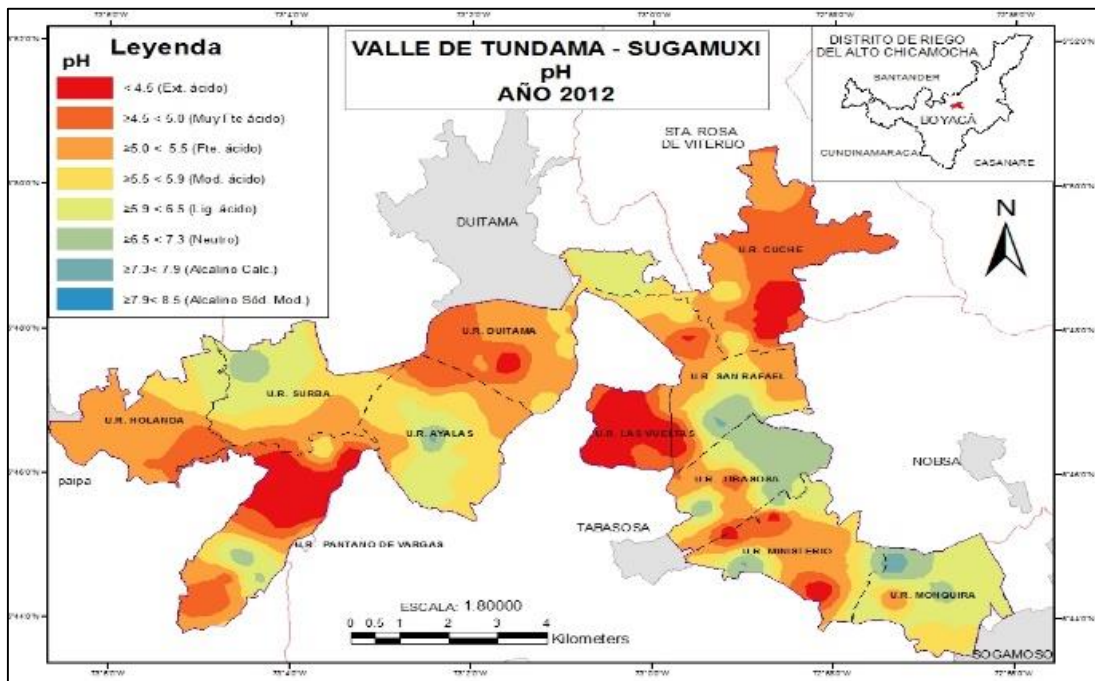 VALLE DE TUNDAMA - SUGAMUXI
pH
AÑO 2012
Leyenda
pH
< 4.5 (Ext. ácido)
≥4.5 < 5.0 (Muy Fte ácido)
≥5.0 < 5.5 (Fte. ácido)
≥5.5 < 5.9 (Mod. ácido)
≥5.9 < 6.5 (Lig. ácido)
≥6.5 < 7.3 (Neutro)
≥7.3< 7.9 (Alcalino Calc.)
≥7.9< 8.5 (Alcalino Sód. Mod.)
DISTRITO DE RIEGO
DEL ALTO CHICAMOCHA
SANTANDER
BOYACÁ
CUNDINAMARACA
CASANARE
N
STA ROSA
DE VITERBO
DUITAMA
U.R. CUCHE
U.R. DUITAMA
U.R. SAN RAFAEL
U.R. SURBA
U.R. HOLANDA
U.R. AYALAS
U.R. LAS VUELTAS
NOBSA
paipa
TABASOSA
U.R. PANTANO DE VARGAS
U.R. MINISTERIO
U.R. MONQUIRA
SOGAMOSO
ESCALA: 1.80000
0 0.5 1 2 3 4
Kilometers